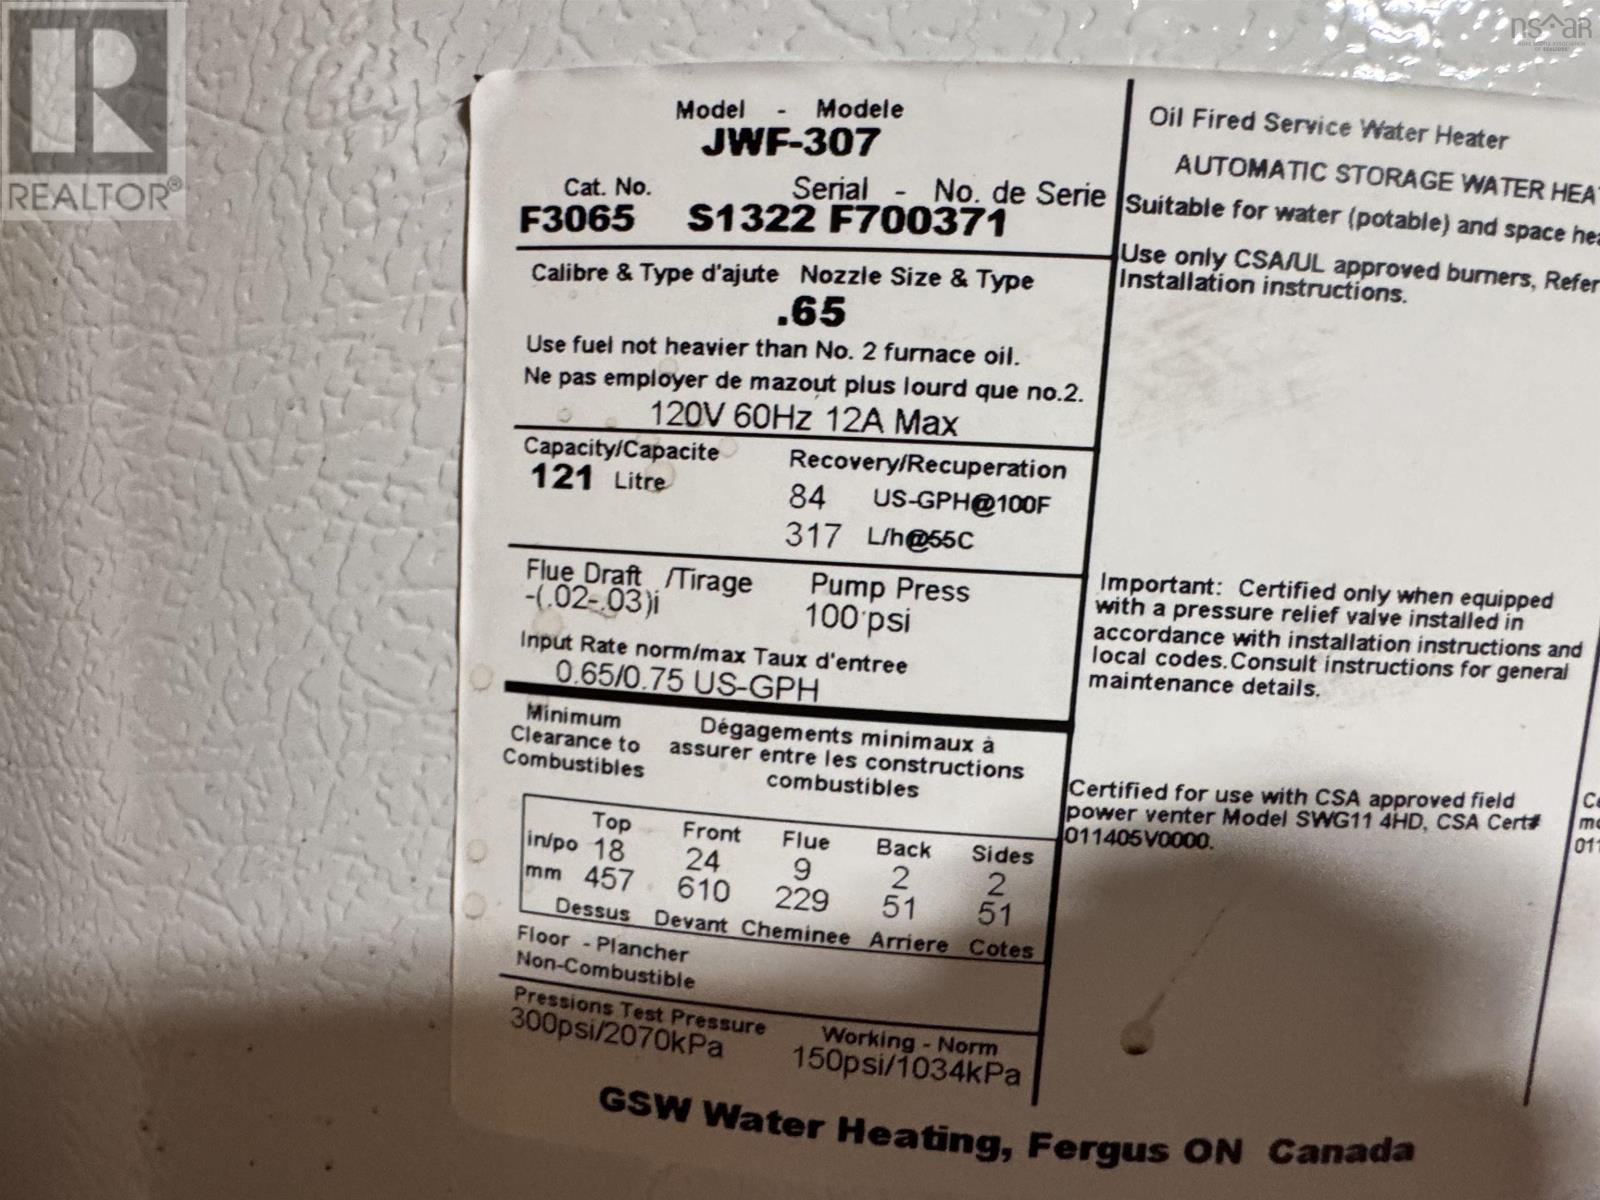 REALTOR®
nsar
Model - Modele
JWF-307
Cat. No. Serial - No. de Serie
F3065 S1322 F700371
Calibre & Type d'ajute Nozzle Size & Type
.65
Use fuel not heavier than No. 2 furnace oil.
Ne pas employer de mazout plus lourd que no.2.
120V 60Hz 12A Max
Capacity/Capacite Recovery/Recuperation
121 Litre 84 US-GPH@100F
317 L/h@55C
Flue Draft /Tirage Pump Press
-(.02-.03)i 100 psi
Input Rate norm/max Taux d'entree
0.65/0.75 US-GPH
Minimum
Clearance to
Combustibles
Dégagements minimaux à
assurer entre les constructions
combustibles
Top Front Flue Back Sides
in/po 18 24 9 2 2
mm 457 610 229 51 51
Dessus Devant Cheminee Arriere Cotes
Floor - Plancher
Non-Combustible
Pressions Test Pressure Working - Norm
300psi/2070kPa 150psi/1034kPa
Oil Fired Service Water Heater
AUTOMATIC STORAGE WATER HEA
Suitable for water (potable) and space hea
Use only CSA/UL approved burners, Refer
Installation instructions.
Important: Certified only when equipped
with a pressure relief valve installed in
accordance with installation instructions and
local codes.Consult instructions for general
maintenance details.
Certified for use with CSA approved field
power venter Model SWG11 4HD, CSA Cert#
011405V0000.
GSW Water Heating, Fergus ON Canada